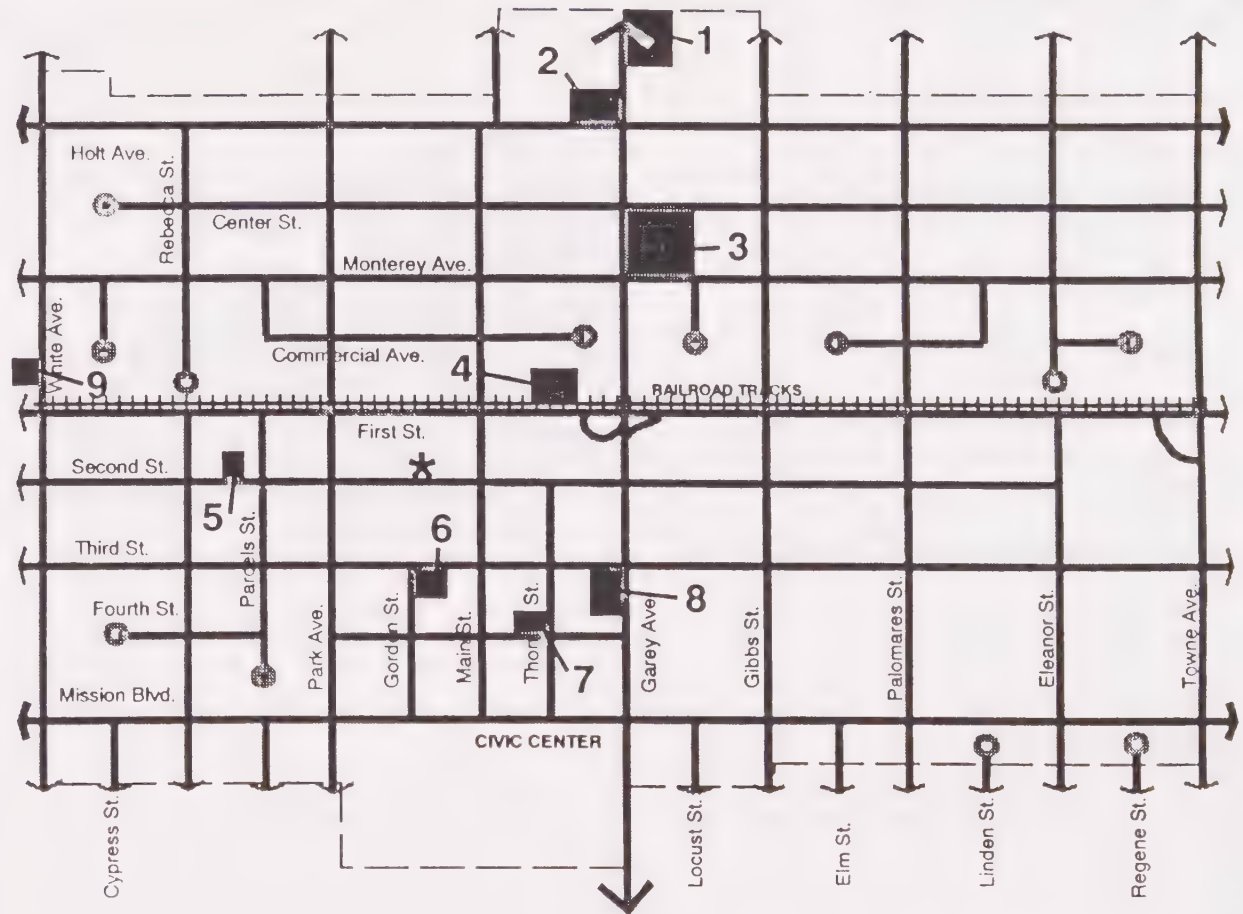 1
2
Holt Ave.
Rebecca St.
Center St.
3
Monterey Ave.
White Ave.
Commercial Ave.
4
9
RAILROAD TRACKS
First St.
Second St.
5
6
Third St.
Parcels St.
8
Fourth St.
Park Ave.
Gordon St.
Main St.
St.
7
Garey Ave.
Gibbs St.
Palomares St.
Eleanor St.
Towne Ave.
Mission Blvd.
CIVIC CENTER
Cypress St.
Locust St.
Elm St.
Linden St.
Regene St.